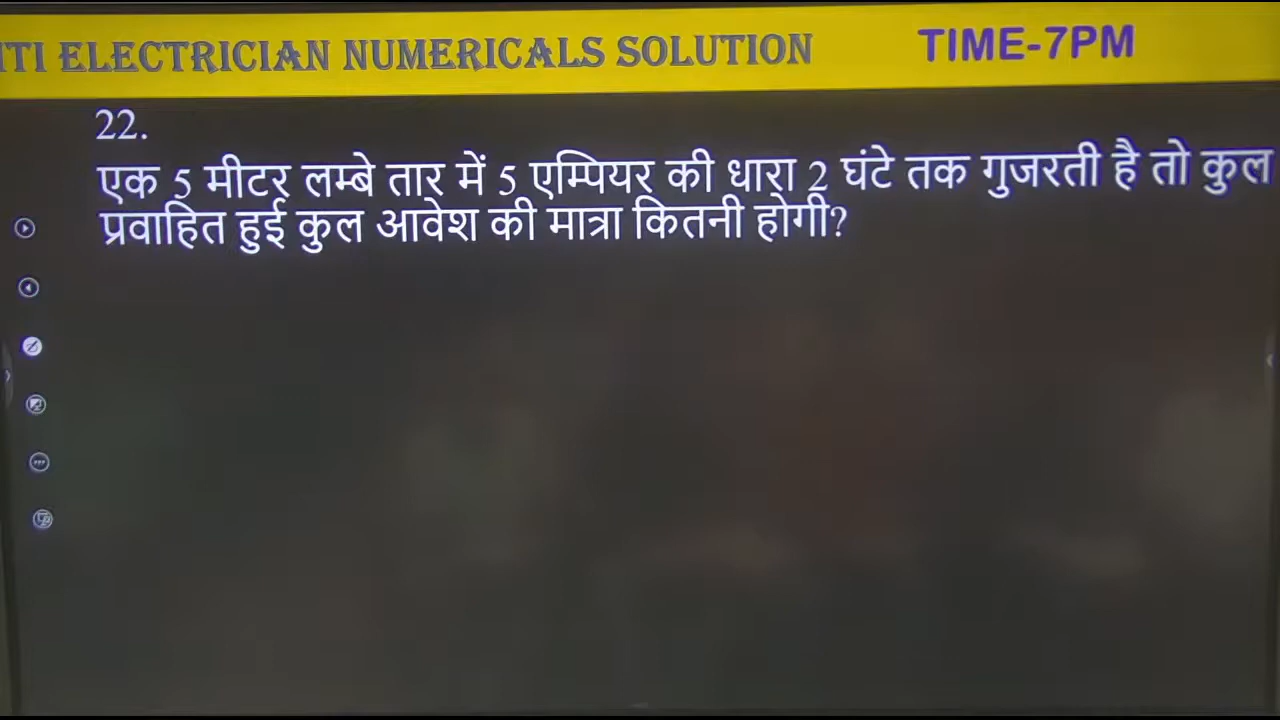 ITI ELECTRICIAN NUMERICALS SOLUTION TIME-7PM
22.
एक 5 मीटर लम्बे तार में 5 एम्पियर की धारा 2 घंटे तक गुजरती है तो कुल
प्रवाहित हुई कुल आवेश की मात्रा कितनी होगी?